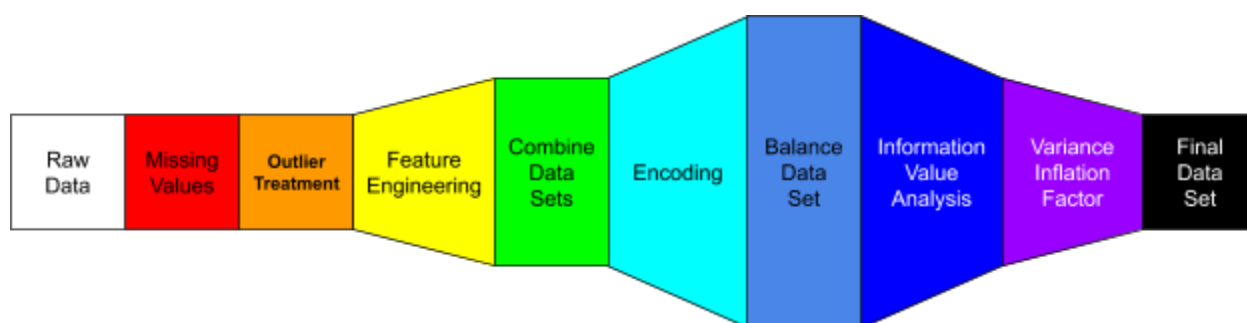 Raw
Data
Missing
Values
Outlier
Treatment
Feature
Engineering
Combine
Data
Sets
Encoding
Balance
Data
Set
Information
Value
Analysis
Variance
Inflation
Factor
Final
Data
Set